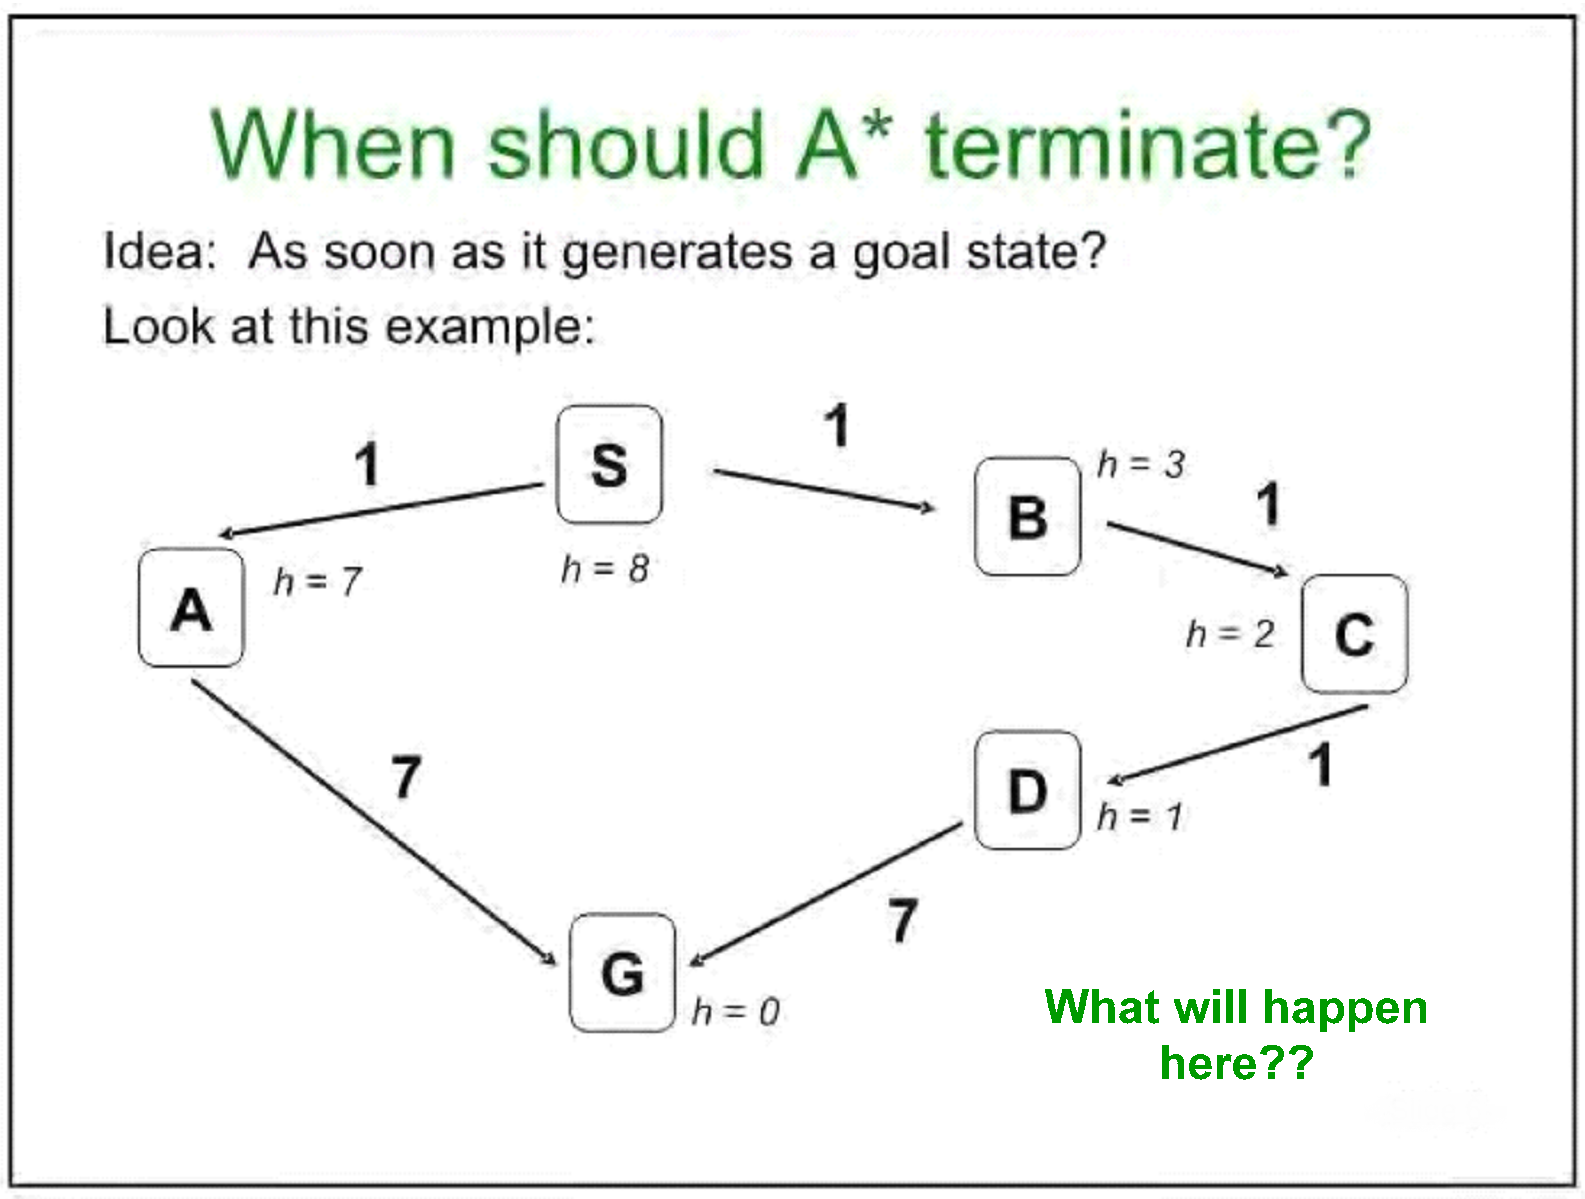 When should A* terminate?
Idea: As soon as it generates a goal state?
Look at this example:
1
S
1
B
h = 3
1
A
h = 7
h = 8
h = 2
C
7
D
h = 1
1
7
G
h = 0
What will happen
here??